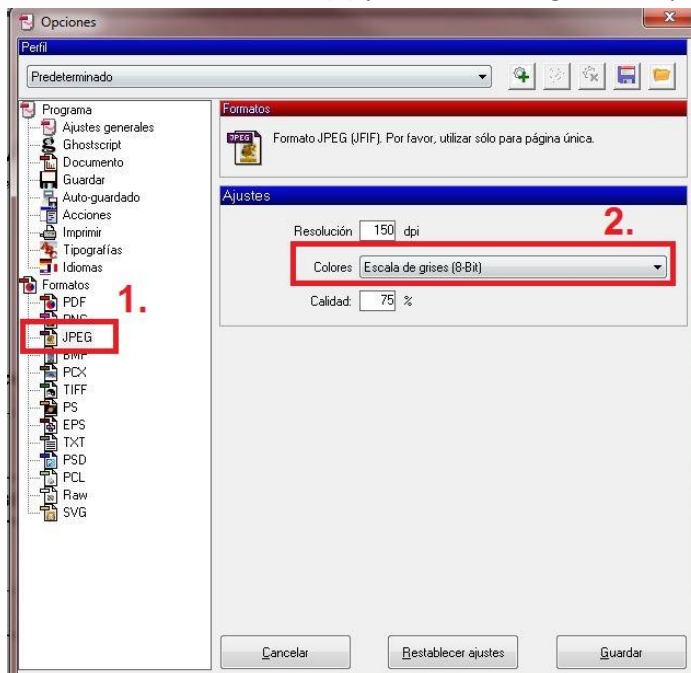 Opciones
Perfil
Predeterminado
Programa
Ajustes generales
Ghostscript
Documento
Guardar
Auto-guardado
Acciones
Imprimir
Tipografías
Idiomas
Formatos
PDF
1.
PNG
JPEG
BMP
PCX
TIFF
PS
EPS
TXT
PSD
PCL
Raw
SVG
Formatos
JPEG
Formato JPEG (JFIF). Por favor, utilizar sólo para página única.
Ajustes
2.
Resolución 150 dpi
Colores Escala de grises (8-Bit)
Calidad: 75 %
Cancelar Restablecer ajustes Guardar